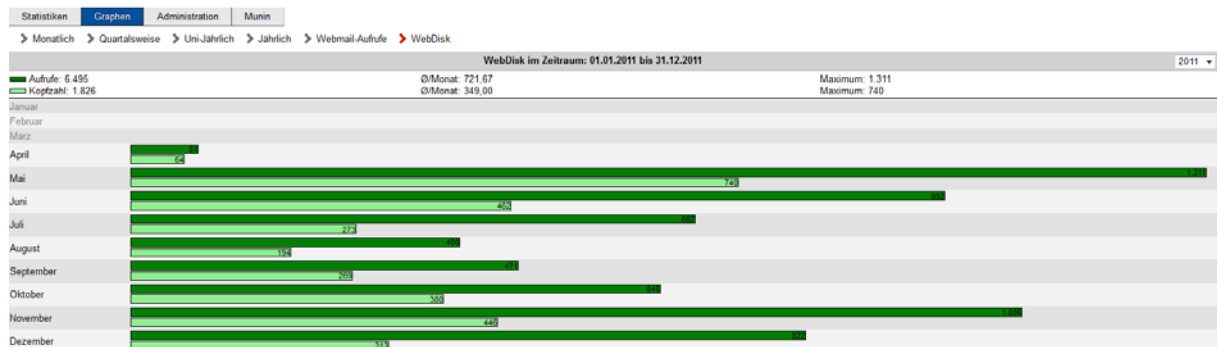 Statistiken Graphen Administration Munin
Monatlich Quartalsweise Uni-Jährlich Jährlich Webmail-Aufrufe WebDisk
WebDisk im Zeitraum: 01.01.2011 bis 31.12.2011 2011
Aufrufe: 6.495 Ø/Monat: 721,67 Maximum: 1.311
Kopfzahl: 1.826 Ø/Monat: 349,00 Maximum: 740
Januar
Februar
März
April
64
Mai 1.311
740
Juni
462
Juli
273
August
194
September 471
269
Oktober
380
November
446
Dezember
313